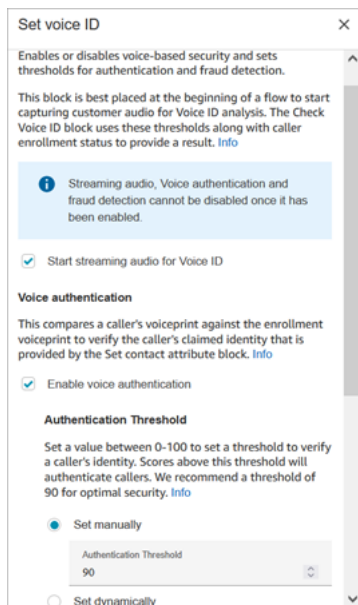 Set voice ID
Enables or disables voice-based security and sets
thresholds for authentication and fraud detection.
This block is best placed at the beginning of a flow to start
capturing customer audio for Voice ID analysis. The Check
Voice ID block uses these thresholds along with caller
enrollment status to provide a result. Info
Streaming audio, Voice authentication and
fraud detection cannot be disabled once it has
been enabled.
Start streaming audio for Voice ID
Voice authentication
This compares a caller's voiceprint against the enrollment
voiceprint to verify the caller's claimed identity that is
provided by the Set contact attribute block. Info
Enable voice authentication
Authentication Threshold
Set a value between 0-100 to set a threshold to verify
a caller's identity. Scores above this threshold will
authenticate callers. We recommend a threshold of
90 for optimal security. Info
Set manually
Authentication Threshold
90
Set dynamically